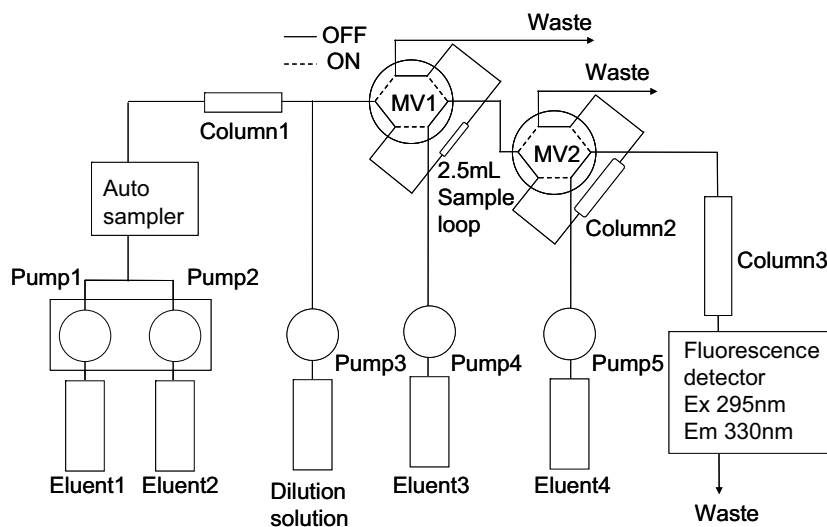 Waste
OFF
ON
Waste
MV1
Column1
MV2
2.5mL
Sample
loop
Auto
sampler
Column2
Column3
Pump1
Pump2
Pump3
Pump4
Pump5
Fluorescence
detector
Ex 295nm
Em 330nm
Eluent1
Eluent2
Dilution
solution
Eluent3
Eluent4
Waste